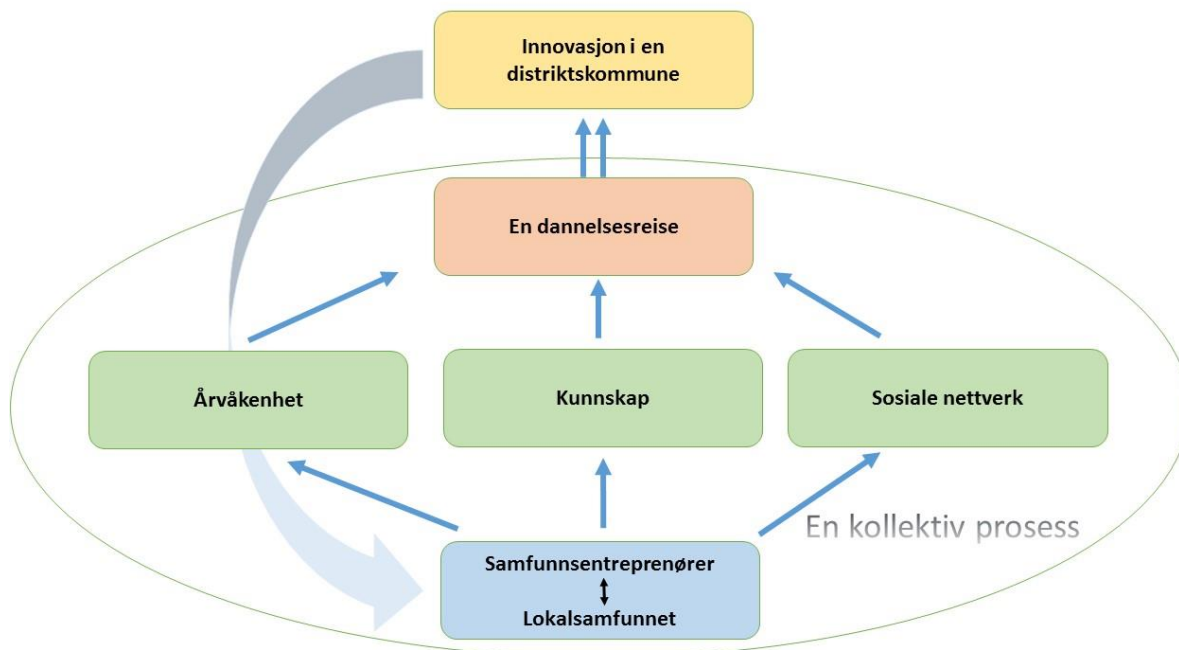 Innovasjon i en
distriktskommune
En dannelsesreise
Årvåkenhet
Kunnskap
Sosiale nettverk
En kollektiv prosess
Samfunnsentreprenører
Lokalsamfunnet